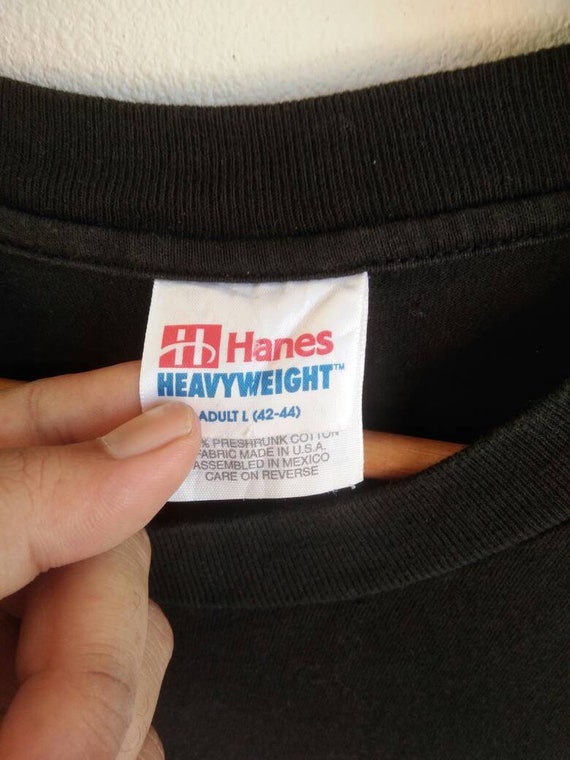 H Hanes
HEAVYWEIGHT™
ADULT L (42-44)
% PRESHRUNK COTTON
FABRIC MADE IN U.S.A.
ASSEMBLED IN MEXICO
CARE ON REVERSE